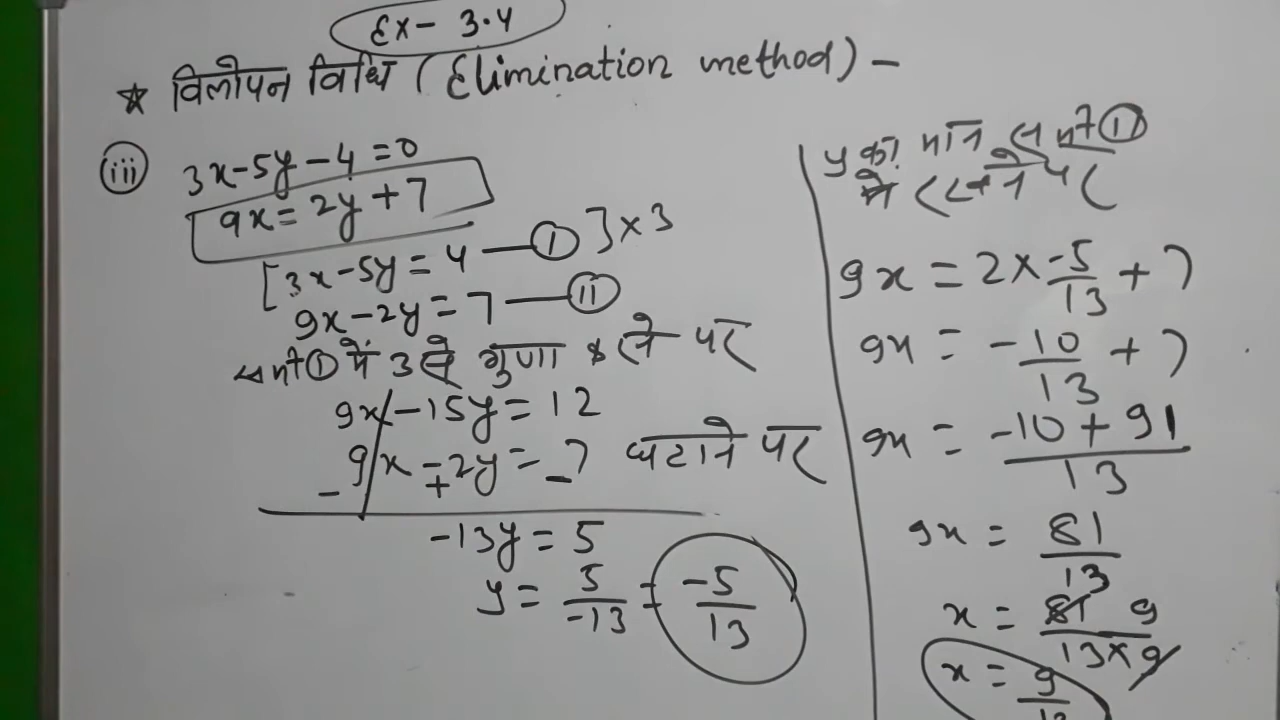 Ex- 3.4
★ विलोपन विधि ( Elimination method) -
(iii) 3x-5y-4=0
9x=2y+7
[3x-5y=4 — (i) ]×3
9x-2y=7 — (ii)
(i) में 3 से गुणा करने पर
9x-15y=12
9x-2y=7 घटाने पर
- + -
-13y=5
y = 5/-13 = -5/13
y का मान (i)
में रखने पर
9x = 2×-5/13 + 7
9x = -10/13 + 7
9x = -10+91/13
9x = 81/13
x = 81 9/13×9
x = 9/13